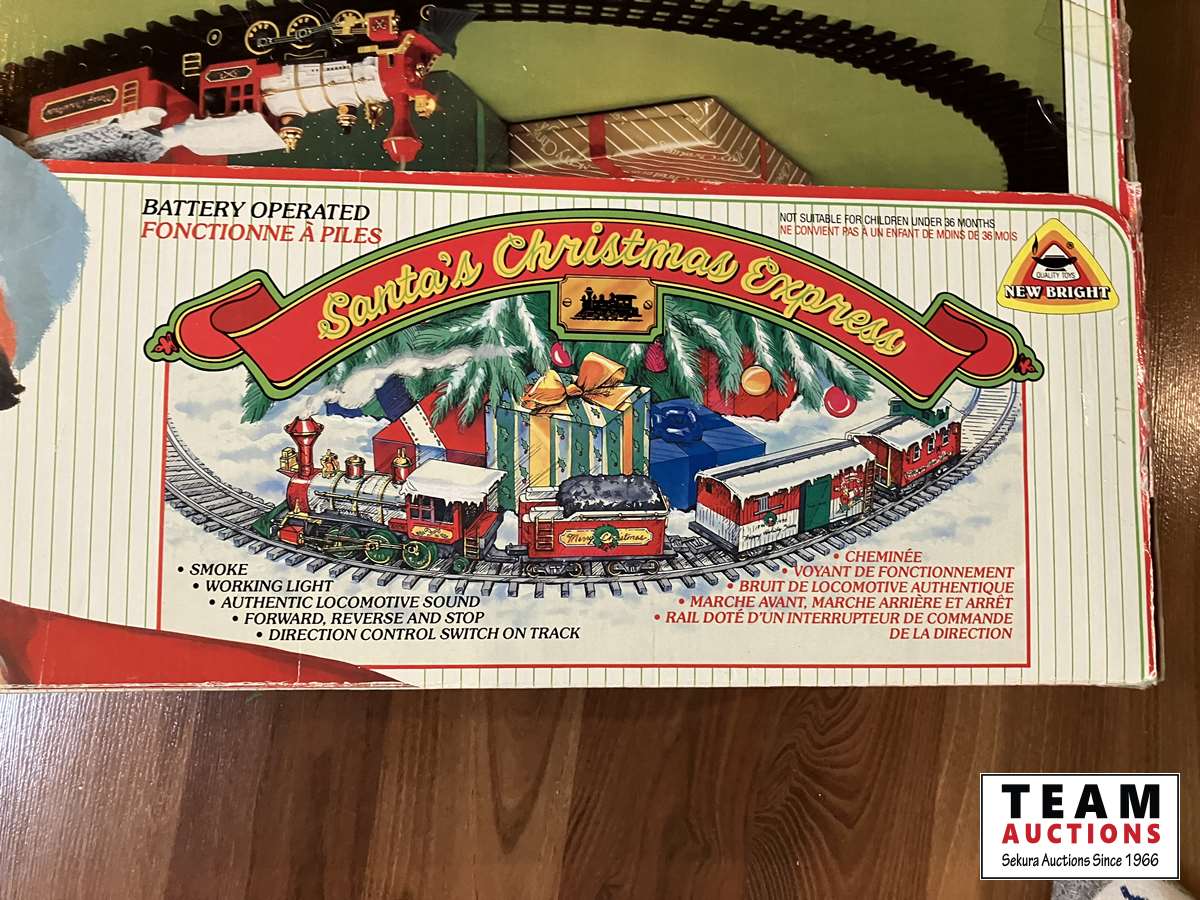 BATTERY OPERATED
FONCTIONNE À PILES
Santa's Christmas Express
NOT SUITABLE FOR CHILDREN UNDER 36 MONTHS
NE CONVIENT PAS À UN ENFANT DE MOINS DE 36 MOIS
®
QUALITY TOYS
NEW BRIGHT
Merry Christmas
• SMOKE
• WORKING LIGHT
• AUTHENTIC LOCOMOTIVE SOUND
• FORWARD, REVERSE AND STOP
• DIRECTION CONTROL SWITCH ON TRACK
• CHEMINÉE
• VOYANT DE FONCTIONNEMENT
• BRUIT DE LOCOMOTIVE AUTHENTIQUE
• MARCHE AVANT, MARCHE ARRIÈRE ET ARRÊT
• RAIL DOTÉ D'UN INTERRUPTEUR DE COMMANDE
DE LA DIRECTION
TEAM
AUCTIONS
Sekura Auctions Since 1966